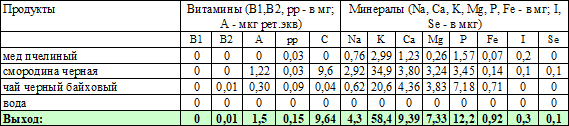 Продукты Витамины (В1,В2, рр - в мг; А - мкг рет.экв) Минералы (Na, Ca, K, Mg, P, Fe - в мг; I, Se - в мкг)
В1 В2 А рр С Na K Ca Mg P Fe I Se
мед пчелиный 0 0 0 0,03 0 0,76 2,99 1,23 0,26 1,57 0,07 0,2 0
смородина черная 0 0 1,22 0,03 9,6 2,92 34,9 3,80 3,24 3,45 0,14 0,1 0,1
чай черный байховый 0 0,01 0,30 0,09 0,04 0,62 20,6 4,36 3,83 7,18 0,71 0 0
вода 0 0 0 0 0 0 0 0 0 0 0 0 0
Выход: 0 0,01 1,5 0,15 9,64 4,3 58,4 9,39 7,33 12,2 0,92 0,3 0,1